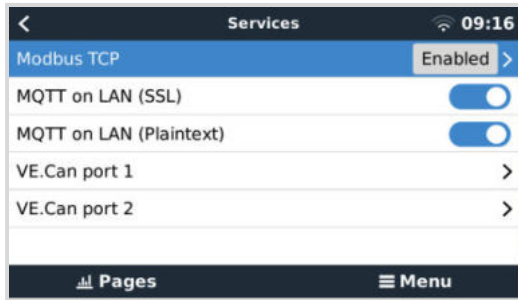 Services 09:16
Modbus TCP Enabled
MQTT on LAN (SSL)
MQTT on LAN (Plaintext)
VE.Can port 1
VE.Can port 2
Pages Menu